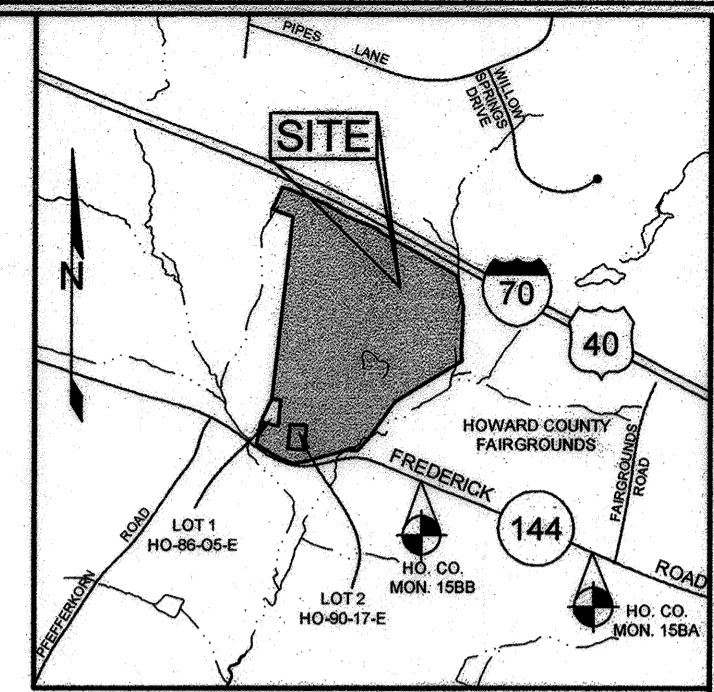 PIPES LANE
WILLOW
SPRINGS
DRIVE
SITE
N
70
40
HOWARD COUNTY
FAIRGROUNDS
FAIRGROUNDS
ROAD
FREDERICK ROAD
144
LOT 1
HO-86-O5-E
PFEFFERKORN ROAD
LOT 2
HO-90-17-E
HO. CO.
MON. 15BB
HO. CO.
MON. 15BA